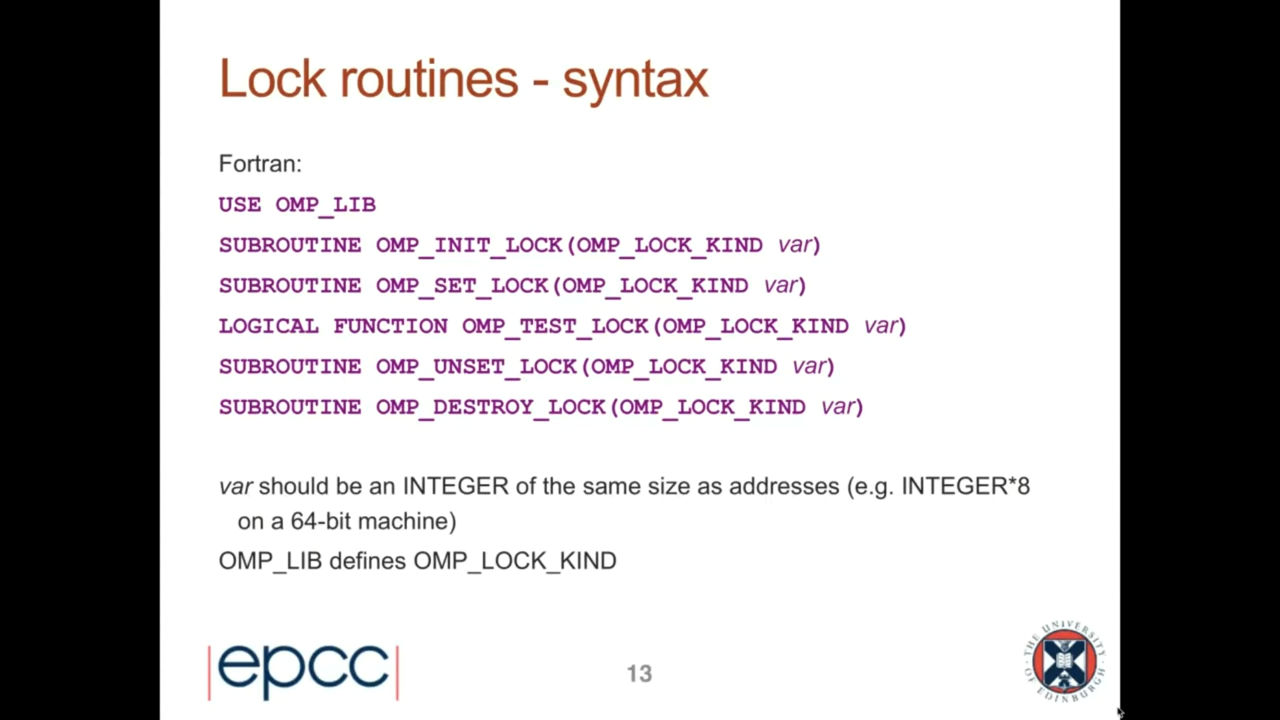 Lock routines - syntax
Fortran:
USE OMP_LIB
SUBROUTINE OMP_INIT_LOCK(OMP_LOCK_KIND var)
SUBROUTINE OMP_SET_LOCK(OMP_LOCK_KIND var)
LOGICAL FUNCTION OMP_TEST_LOCK(OMP_LOCK_KIND var)
SUBROUTINE OMP_UNSET_LOCK(OMP_LOCK_KIND var)
SUBROUTINE OMP_DESTROY_LOCK(OMP_LOCK_KIND var)
var should be an INTEGER of the same size as addresses (e.g. INTEGER*8
on a 64-bit machine)
OMP_LIB defines OMP_LOCK_KIND
epcc
13
THE UNIVERSITY OF EDINBURGH